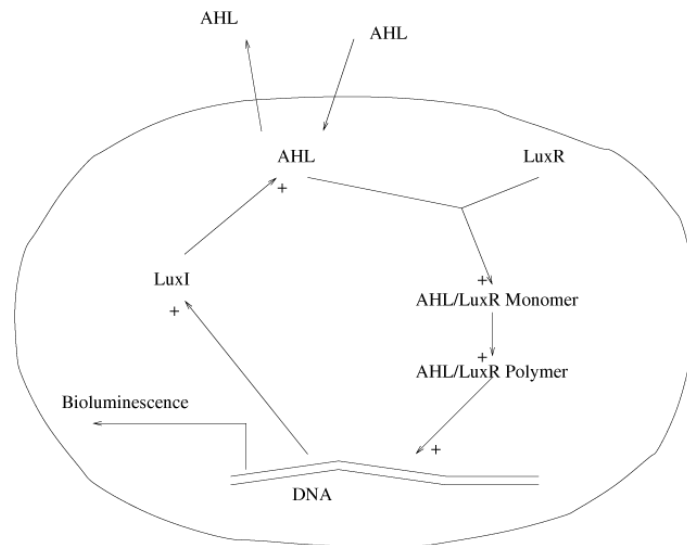 AHL
AHL
AHL
LuxR
+
LuxI
+
+
AHL/LuxR Monomer
+
AHL/LuxR Polymer
Bioluminescence
+
DNA